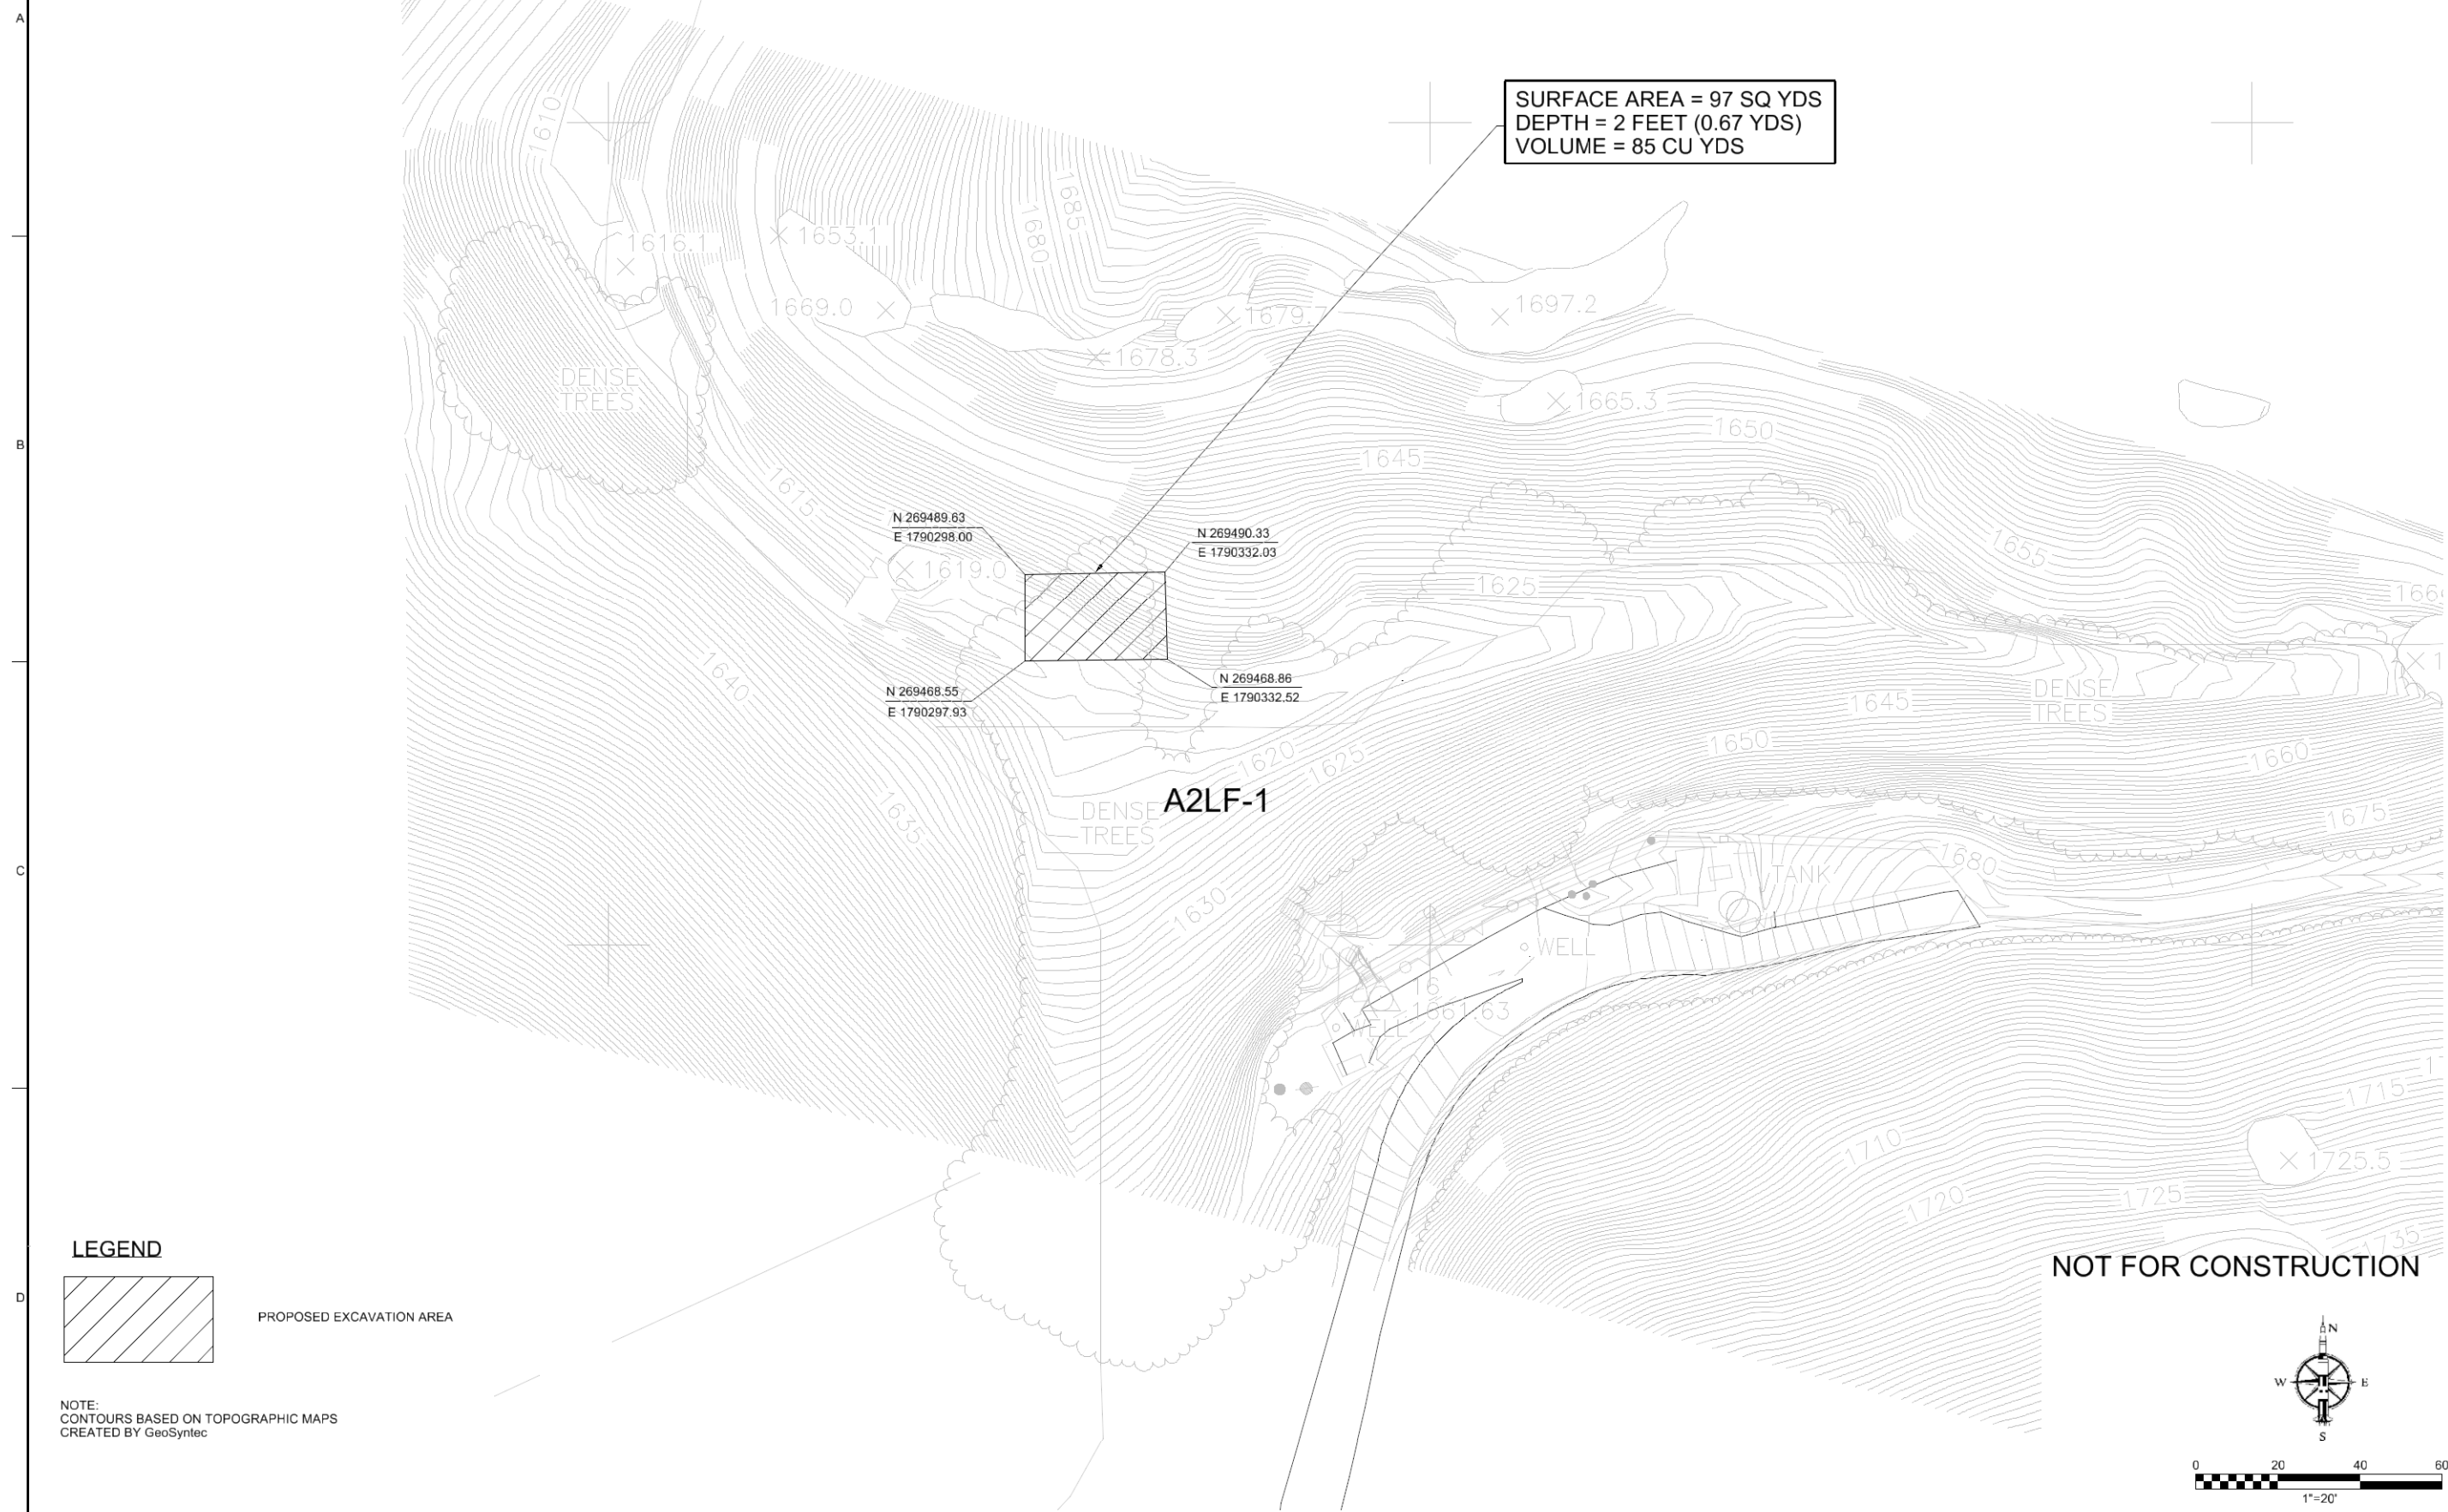 A
SURFACE AREA = 97 SQ YDS
DEPTH = 2 FEET (0.67 YDS)
VOLUME = 85 CU YDS
1610
1685
1680
1616.1
1653.1
1669.0
1679.7
1697.2
1678.3
DENSE
TREES
1665.3
1650
B
1645
1615
N 269489.63
E 1790298.00
N 269490.33
E 1790332.03
1655
1619.0
1625
1640
N 269468.55
E 1790297.93
N 269468.86
E 1790332.52
DENSE
TREES
1645
1650
1620
1625
1660
A2LF-1
1635
DENSE
TREES
1675
C
1680
TANK
1630
WELL
16
1661.63
WELL
1715
1710
1725.5
1720
1725
1735
LEGEND
NOT FOR CONSTRUCTION
D
PROPOSED EXCAVATION AREA
N
W
E
S
NOTE:
CONTOURS BASED ON TOPOGRAPHIC MAPS
CREATED BY GeoSyntec
0 20 40 60
1"=20'